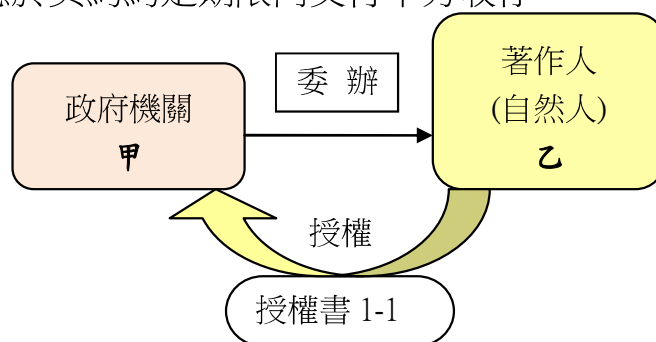 委 辦
著作人
(自然人)
乙
政府機關
甲
授權
授權書 1-1